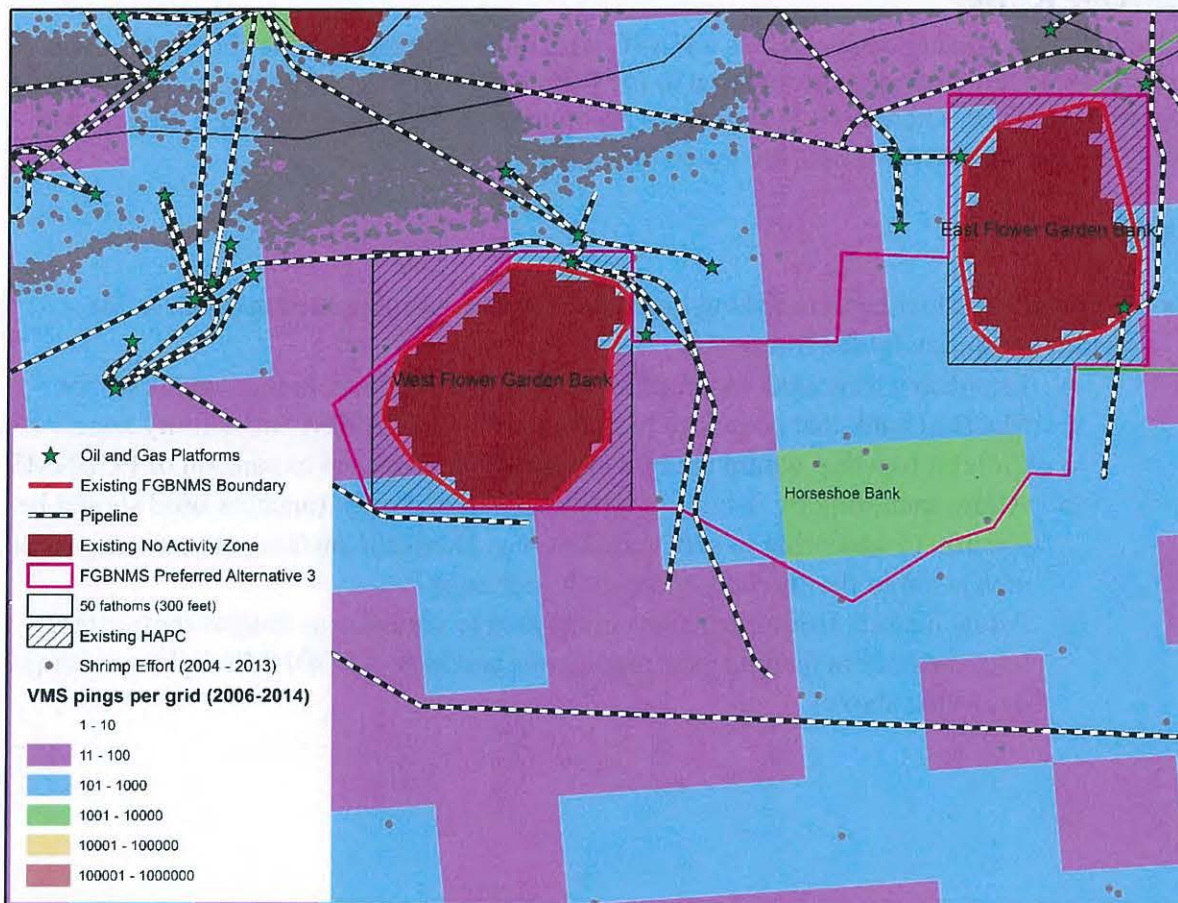 East Flower Garden Bank
West Flower Garden Bank
Horseshoe Bank
Oil and Gas Platforms
Existing FGBNMS Boundary
Pipeline
Existing No Activity Zone
FGBNMS Preferred Alternative 3
50 fathoms (300 feet)
Existing HAPC
Shrimp Effort (2004 - 2013)
VMS pings per grid (2006-2014)
1 - 10
11 - 100
101 - 1000
1001 - 10000
10001 - 100000
100001 - 1000000